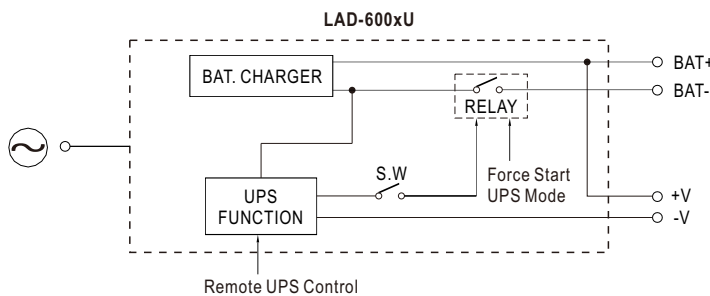 LAD-600xU
BAT. CHARGER
BAT+
BAT-
RELAY
S.W
Force Start
UPS Mode
UPS
FUNCTION
+V
-V
Remote UPS Control